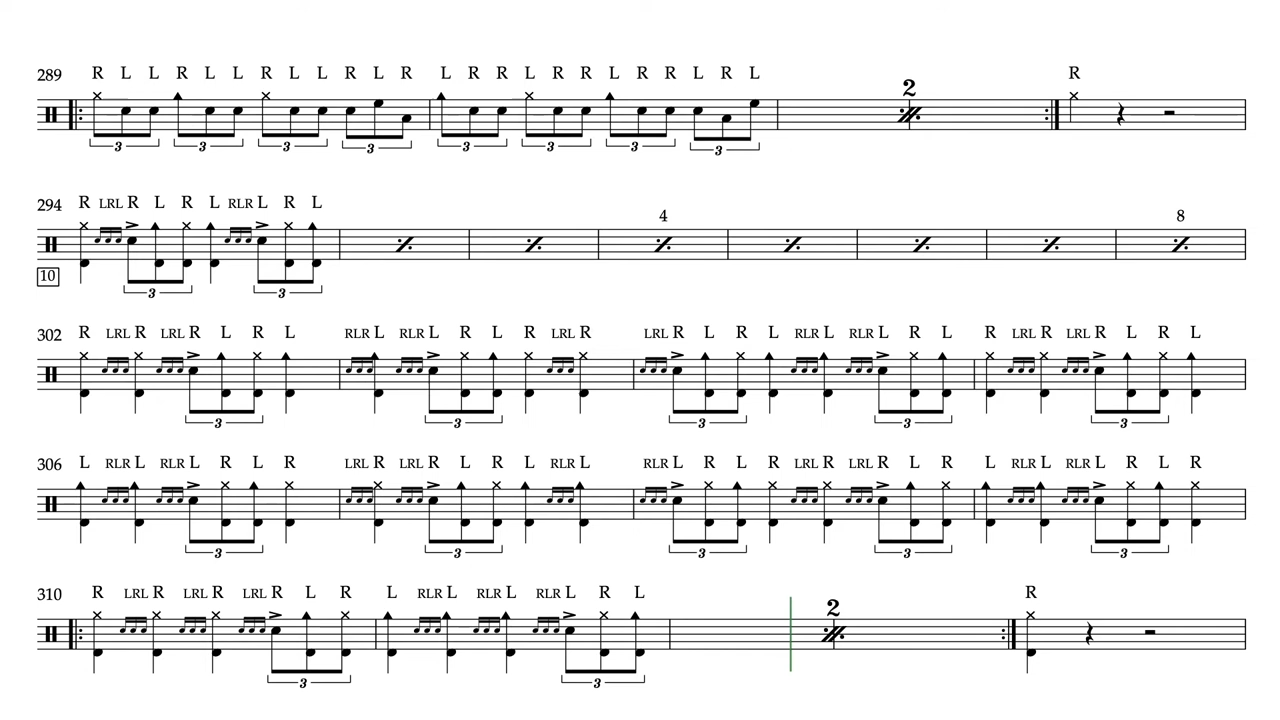 289 R L L R L L R L L R L R L R R L R R L R R L R L 2 R
3 3 3 3 3 3 3 3
294 R LRL R L R L RLR L R L 4 8
10 3 3
302 R LRL R LRL R L R L RLR L RLR L R L R LRL R LRL R L R L RLR L RLR L R L R LRL R LRL R L R L
3 3 3 3 3
306 L RLR L RLR L R L R LRL R LRL R L R L RLR L RLR L R L R LRL R LRL R L R L RLR L RLR L R L R
3 3 3 3 3
310 R LRL R LRL R LRL R L R L RLR L RLR L RLR L R L 2 R
3 3